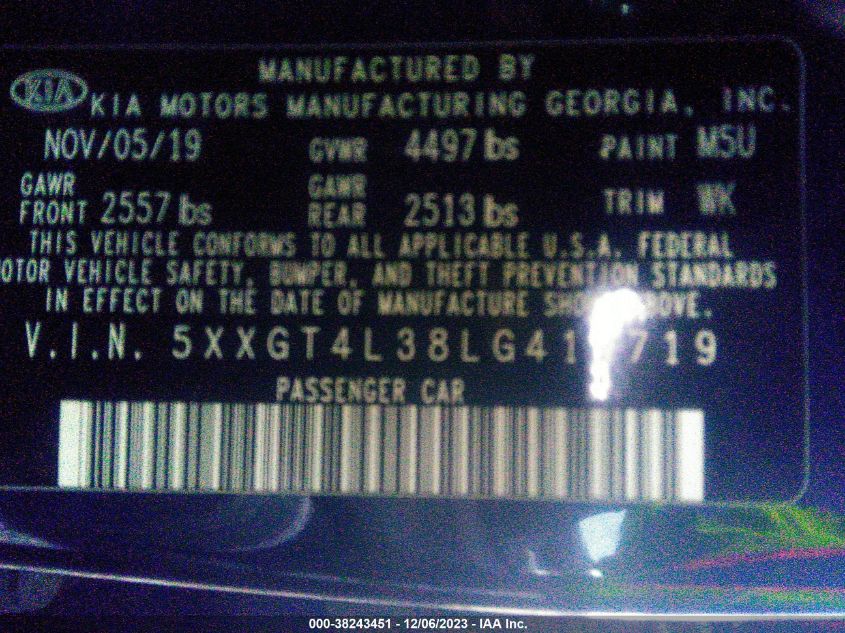 MANUFACTURED BY
KIA KIA MOTORS MANUFACTURING GEORGIA, INC.
NOV/05/19 GVWR 4497 lbs PAINT M5U
GAWR FRONT 2557 lbs GAWR REAR 2513 lbs TRIM WK
THIS VEHICLE CONFORMS TO ALL APPLICABLE U.S.A. FEDERAL
OTOR VEHICLE SAFETY, BUMPER, AND THEFT PREVENTION STANDARDS
IN EFFECT ON THE DATE OF MANUFACTURE
V.I.N.
PASSENGER CAR
000-38243451 - 12/06/2023 - IAA Inc.